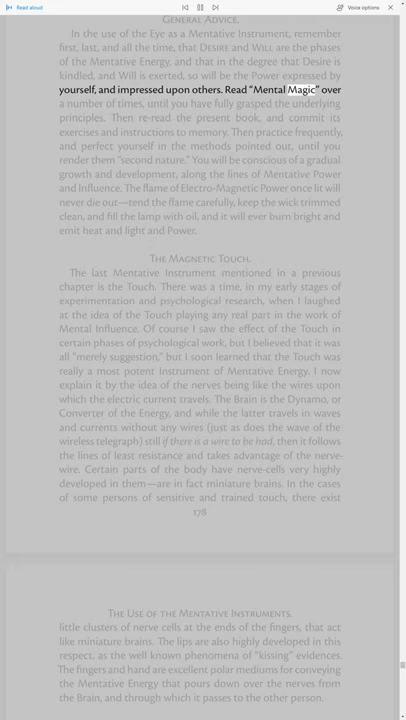 Read aloud
Voice options
General Advice.
In the use of the Eye as a Mentative Instrument, remember
first, last, and all the time, that Desire and Will are the phases
of the Mentative Energy, and that in the degree that Desire is
kindled, and Will is exerted, so will be the Power expressed by
yourself, and impressed upon others. Read “Mental Magic” over
a number of times, until you have fully grasped the underlying
principles. Then re-read the present book, and commit its
exercises and instructions to memory. Then practise frequently,
and perfect yourself in the methods pointed out, until you
render them “second nature.” You will be conscious of a gradual
growth and development, along the lines of Mentative Power
and Influence. The flame of Electro-Magnetic Power once lit will
never die out—tend the flame carefully, keep the wick trimmed
clean, and fill the lamp with oil, and it will ever burn bright and
emit heat and light and Power.
The Magnetic Touch.
The last Mentative Instrument mentioned in a previous
chapter is the Touch. There was a time, in my early stages of
experimentation and psychological research, when I laughed
at the idea of the Touch playing any real part in the work of
Mental Influence. Of course I saw the effect of the Touch in
certain phases of psychological work, but I believed that it was
all “merely suggestion,” but I soon learned that the Touch was
really a most potent Instrument of Mentative Energy. I now
explain it by the idea of the nerves being like the wires upon
which the electric current travels. The Brain is the Dynamo, or
Converter of the Energy, and while the latter travels in waves
and currents without any wires (just as does the wave of the
wireless telegraph) still if there is a wire to be had, then it follows
the lines of least resistance and takes advantage of the nerve-
wire. Certain parts of the body have nerve-cells very highly
developed in them—are in fact miniature brains. In the cases
of some persons of sensitive and trained touch, there exist
178
The Use of the Mentative Instruments.
little clusters of nerve cells at the ends of the fingers, that act
like miniature brains. The lips are also highly developed in this
respect, as the well known phenomena of “kissing” evidences.
The fingers and hand are excellent polar mediums for conveying
the Mentative Energy that pours down over the nerves from
the Brain, and through which it passes to the other person.